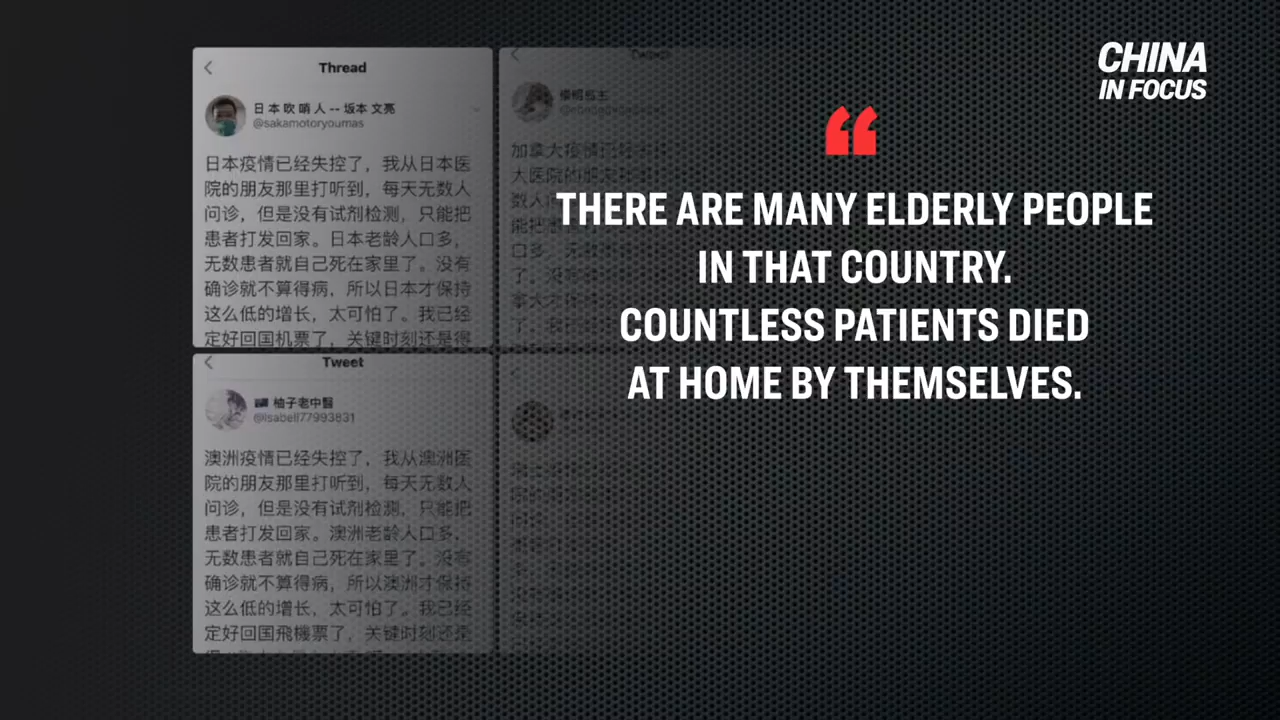 Thread
日本吹哨人--坂本 文亮
@sakamotoryoumas
日本疫情已经失控了，我从日本医
院的朋友那里打听到，每天无数人
问诊，但是没有试剂检测，只能把
患者打发回家。日本老龄人口多，
无数患者就自己死在家里了。没有
确诊就不算得病，所以日本才保持
这么低的增长，太可怕了。我已经
定好回国机票了，关键时刻还是得
Tweet
加拿大疫情已经
大医院的朋友
数人
能把患
口多，无数
Tweet
柚子老中醫
@isabell77993831
澳洲疫情已经失控了，我从澳洲医
院的朋友那里打听到，每天无数人
问诊，但是没有试剂检测，只能把
患者打发回家。澳洲老龄人口多，
无数患者就自己死在家里了。没有
确诊就不算得病，所以澳洲才保持
这么低的增长，太可怕了。我已经
定好回国飛機票了，关键时刻还是
CHINA
IN FOCUS
THERE ARE MANY ELDERLY PEOPLE
IN THAT COUNTRY.
COUNTLESS PATIENTS DIED
AT HOME BY THEMSELVES.